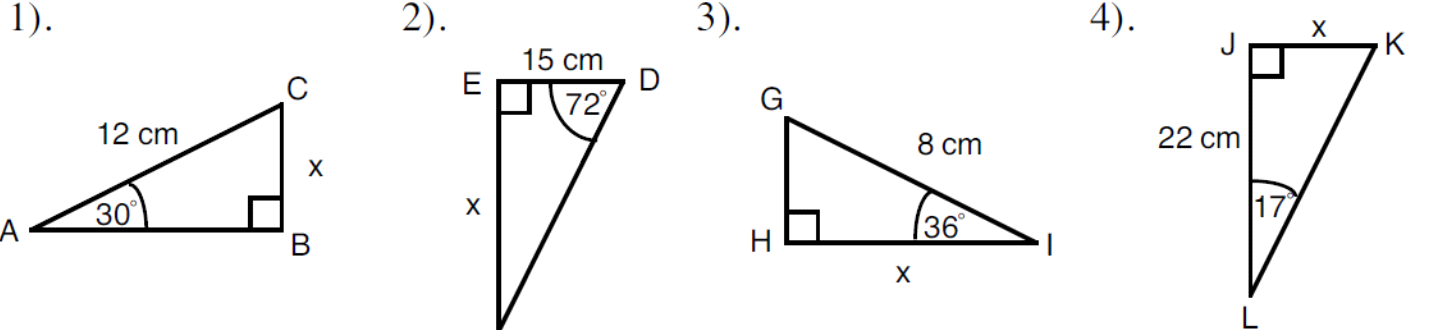 1).
12 cm
30°
x
A
B
C
2).
15 cm
E
D
72°
x
3).
G
8 cm
H
36°
I
x
4).
x
J
K
22 cm
17°
L